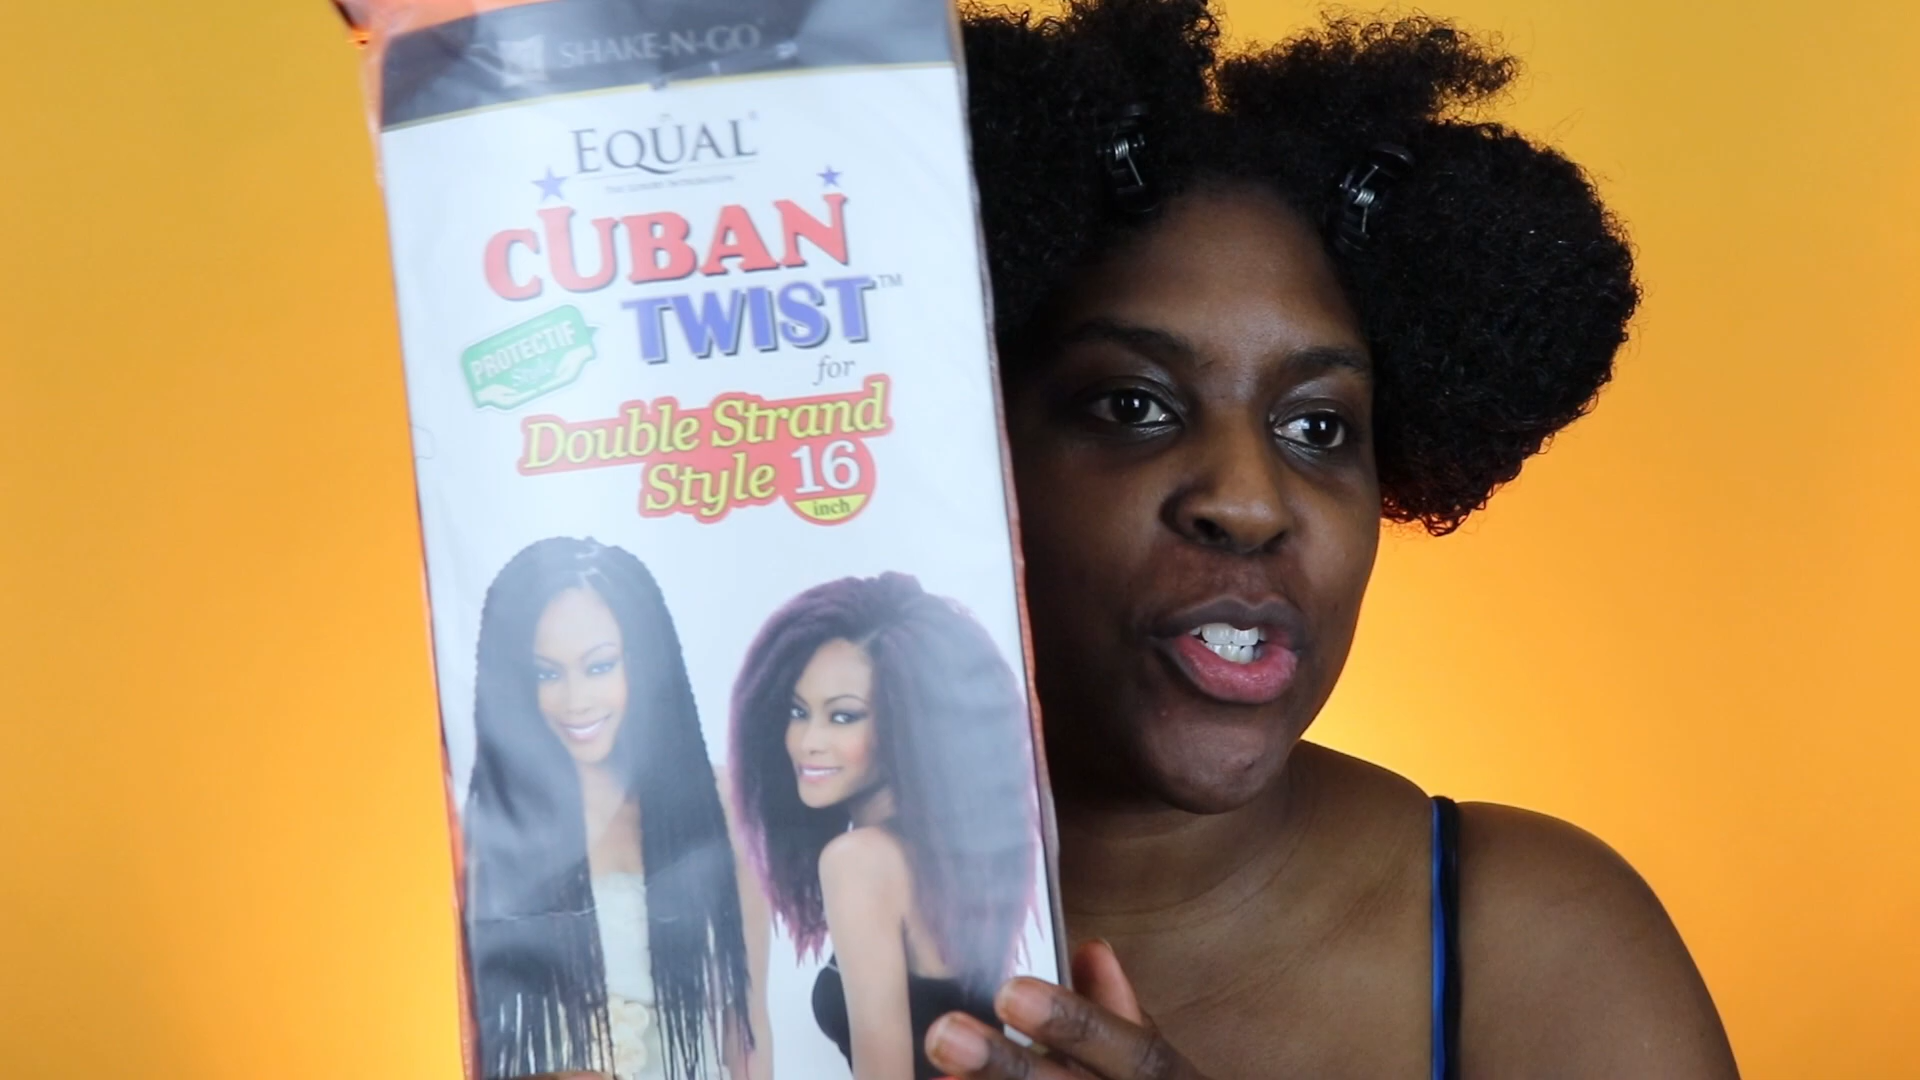 SHAKE-N-GO
EQUAL®
CUBAN
TWIST™
PROTECTIF
Style
for
Double Strand
Style 16
inch